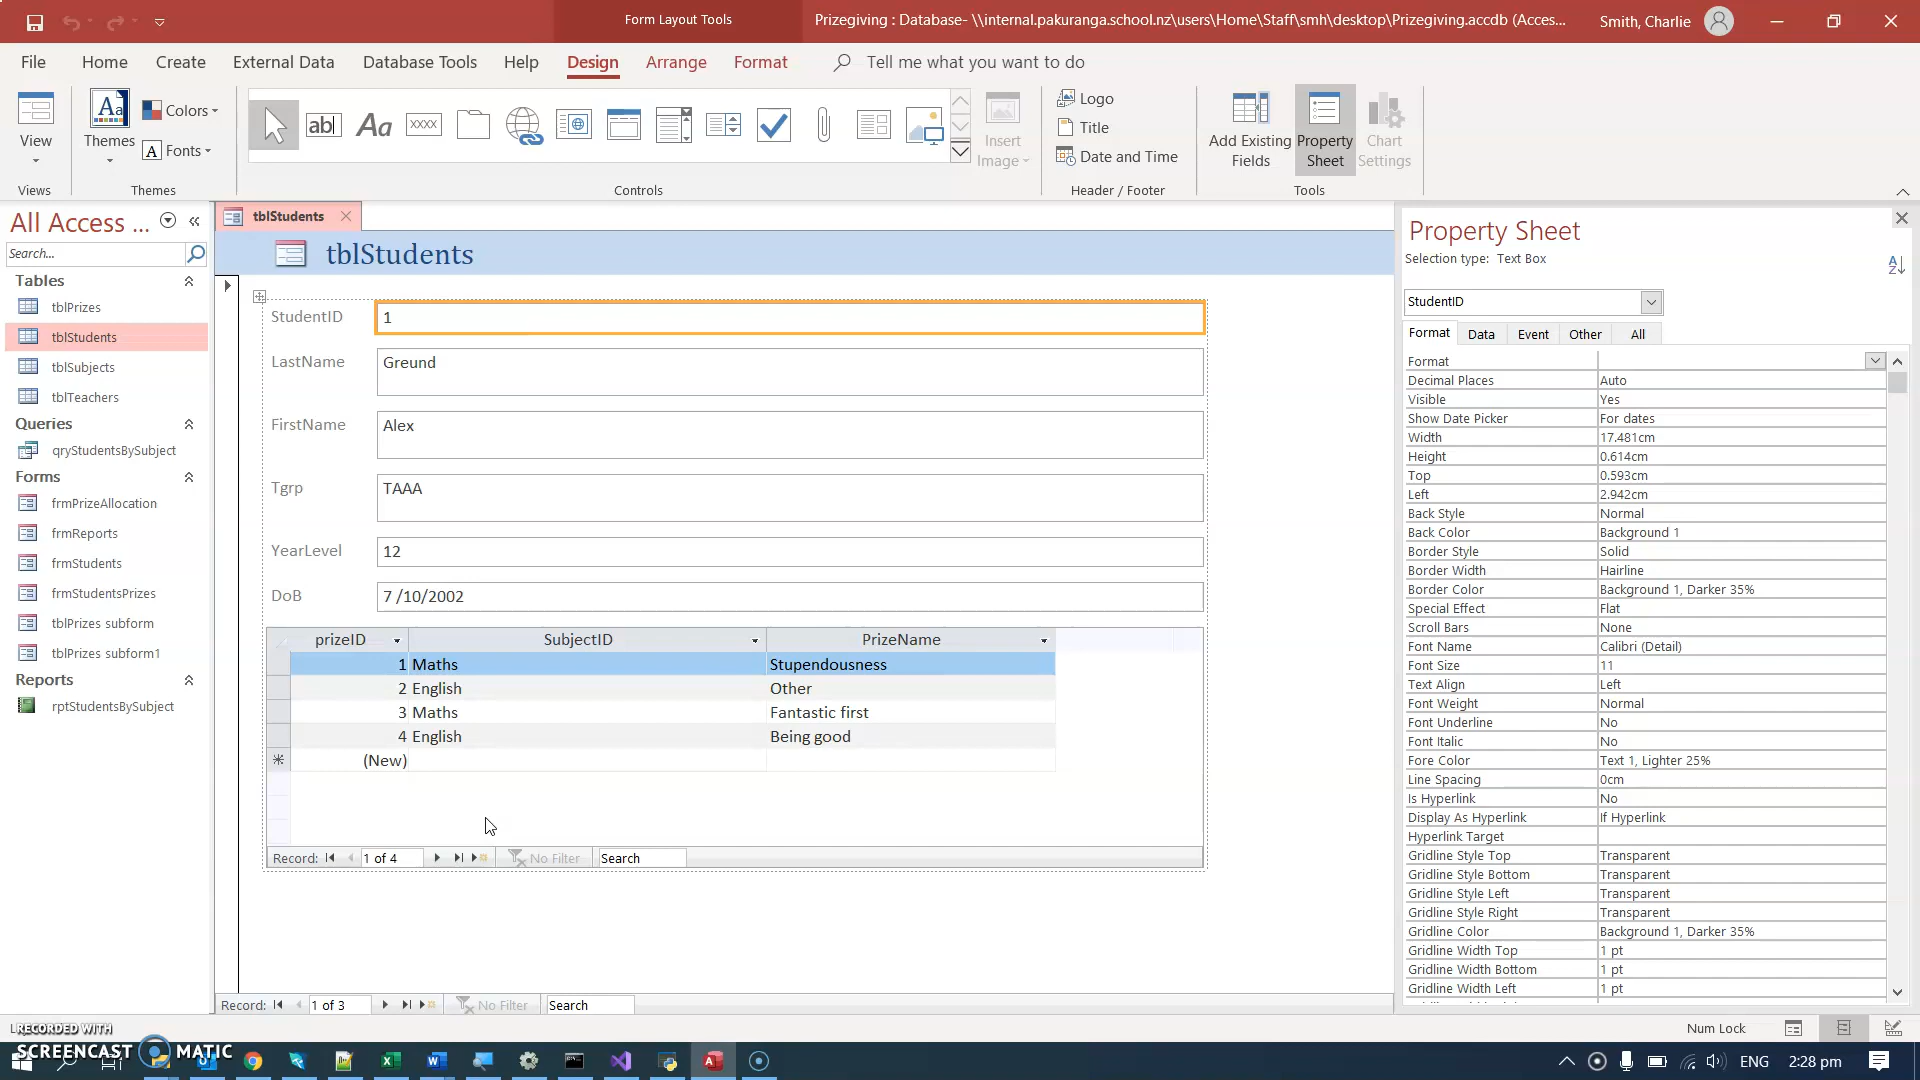 Form Layout Tools
Prizegiving : Database- \\internal.pakuranga.school.nz\users\Home\Staff\smh\desktop\Prizegiving.accdb (Acces...
Smith, Charlie
File Home Create External Data Database Tools Help Design Arrange Format Tell me what you want to do
View
Views
Aa
Themes
Colors
A Fonts
Themes
ab| Aa XXXX
Controls
Insert
Image
Logo
Title
Date and Time
Header / Footer
Add Existing
Fields
Property
Sheet
Chart
Settings
Tools
All Access ...
Search...
Tables
tblPrizes
tblStudents
tblSubjects
tblTeachers
Queries
qryStudentsBySubject
Forms
frmPrizeAllocation
frmReports
frmStudents
frmStudentsPrizes
tblPrizes subform
tblPrizes subform1
Reports
rptStudentsBySubject
tblStudents
tblStudents
StudentID 1
LastName Greund
FirstName Alex
Tgrp TAAA
YearLevel 12
DoB 7 /10/2002
prizeID SubjectID PrizeName
1 Maths Stupendousness
2 English Other
3 Maths Fantastic first
4 English Being good
(New)
Record: 1 of 4 No Filter Search
Record: 1 of 3 No Filter Search
Property Sheet
Selection type: Text Box
AZ
StudentID
Format Data Event Other All
Format
Decimal Places Auto
Visible Yes
Show Date Picker For dates
Width 17.481cm
Height 0.614cm
Top 0.593cm
Left 2.942cm
Back Style Normal
Back Color Background 1
Border Style Solid
Border Width Hairline
Border Color Background 1, Darker 35%
Special Effect Flat
Scroll Bars None
Font Name Calibri (Detail)
Font Size 11
Text Align Left
Font Weight Normal
Font Underline No
Font Italic No
Fore Color Text 1, Lighter 25%
Line Spacing 0cm
Is Hyperlink No
Display As Hyperlink If Hyperlink
Hyperlink Target
Gridline Style Top Transparent
Gridline Style Bottom Transparent
Gridline Style Left Transparent
Gridline Style Right Transparent
Gridline Color Background 1, Darker 35%
Gridline Width Top 1 pt
Gridline Width Bottom 1 pt
Gridline Width Left 1 pt
Num Lock
RECORDED WITH
SCREENCAST MATIC
ENG 2:28 pm